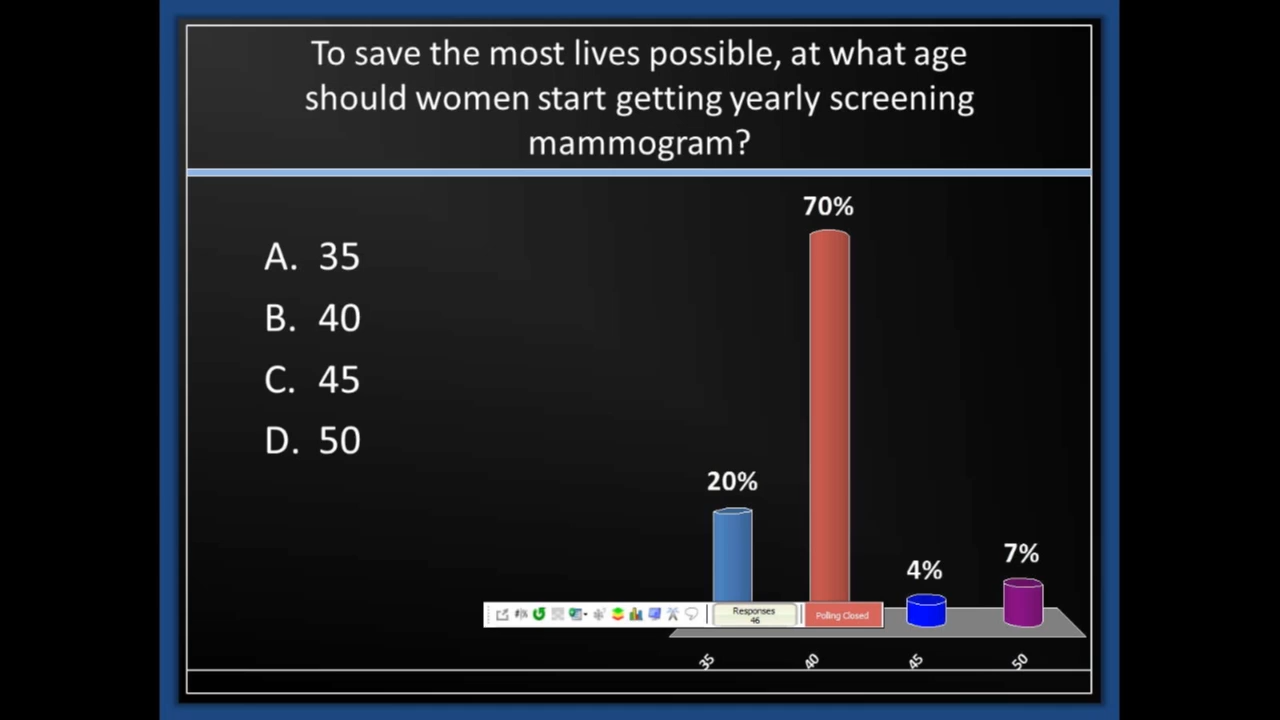 To save the most lives possible, at what age
should women start getting yearly screening
mammogram?
A. 35
B. 40
C. 45
D. 50
20%
70%
4%
7%
Responses
46
Polling Closed
35
40
45
50